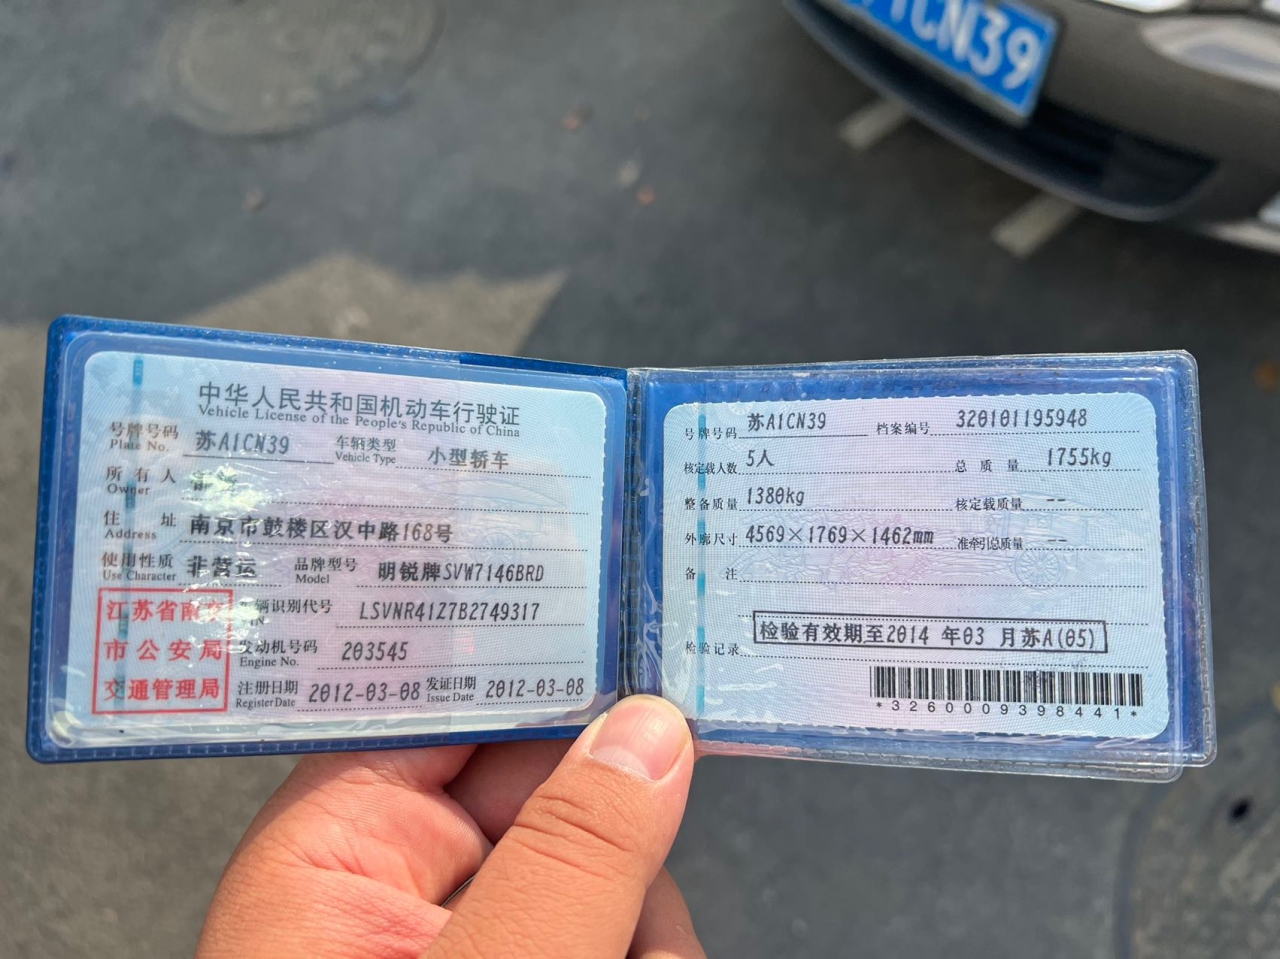 1CN39
中华人民共和国机动车行驶证
Vehicle License of the People's Republic of China
号牌号码 苏A1CN39 车辆类型 小型轿车
Plate No. Vehicle Type
所有人
Owner
住址 南京市鼓楼区汉中路168号
Address
使用性质 非营运 品牌型号 明锐牌SVW7146BRD
Use Character Model
江苏省南京
市公安局
交通管理局
车辆识别代号 LSVNR41Z7B2749317
发动机号码 203545
Engine No.
注册日期 2012-03-08 发证日期 2012-03-08
Register Date Issue Date
号牌号码 苏A1CN39 档案编号 320101195948
核定载人数 5人 总质量 1755kg
整备质量 1380kg 核定载质量 --
外廓尺寸 4569×1769×1462mm 准牵引总质量 --
备注
检验记录 检验有效期至2014 年03 月苏A(05)
*3260009398441*